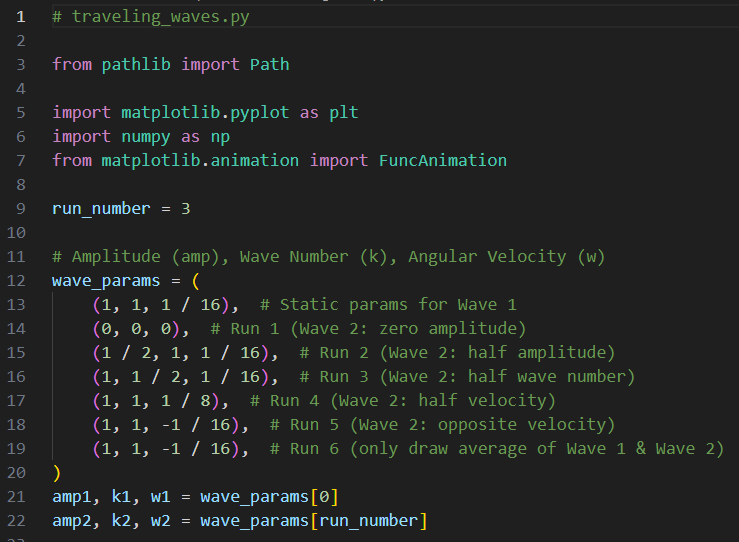 1 # traveling_waves.py
2
3 from pathlib import Path
4
5 import matplotlib.pyplot as plt
6 import numpy as np
7 from matplotlib.animation import FuncAnimation
8
9 run_number = 3
10
11 # Amplitude (amp), Wave Number (k), Angular Velocity (w)
12 wave_params = (
13     (1, 1, 1 / 16),  # Static params for Wave 1
14     (0, 0, 0),  # Run 1 (Wave 2: zero amplitude)
15     (1 / 2, 1, 1 / 16),  # Run 2 (Wave 2: half amplitude)
16     (1, 1 / 2, 1 / 16),  # Run 3 (Wave 2: half wave number)
17     (1, 1, 1 / 8),  # Run 4 (Wave 2: half velocity)
18     (1, 1, -1 / 16),  # Run 5 (Wave 2: opposite velocity)
19     (1, 1, -1 / 16),  # Run 6 (only draw average of Wave 1 & Wave 2)
20 )
21 amp1, k1, w1 = wave_params[0]
22 amp2, k2, w2 = wave_params[run_number]